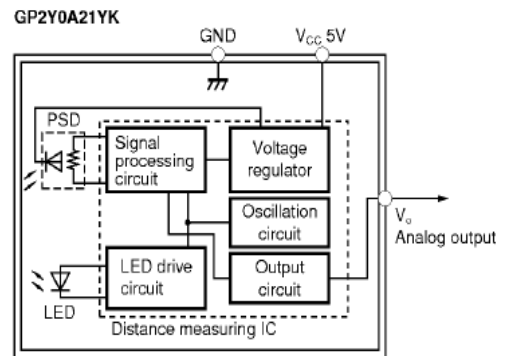 GP2Y0A21YK
GND
VCC 5V
PSD
Signal
processing
circuit
Voltage
regulator
Oscillation
circuit
Vo
Analog output
LED drive
circuit
Output
circuit
LED
Distance measuring IC